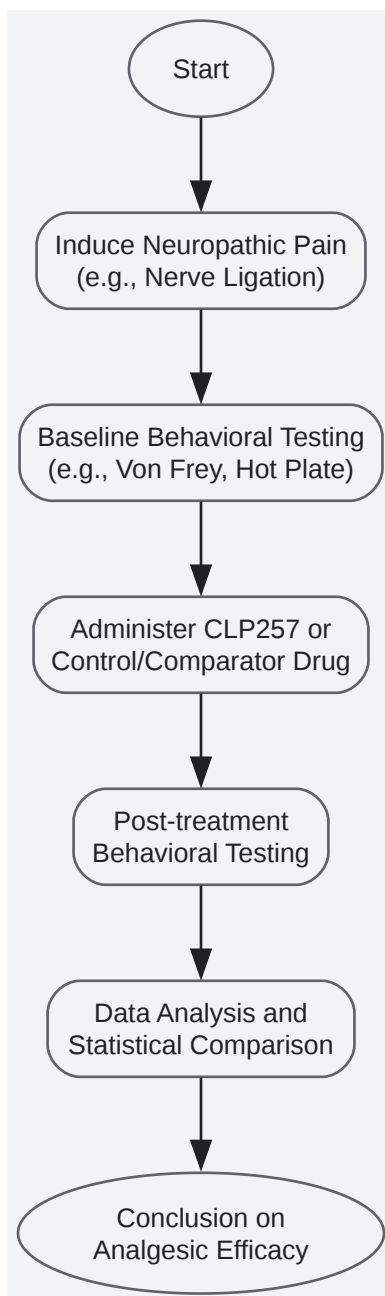 Start
Induce Neuropathic Pain
(e.g., Nerve Ligation)
Baseline Behavioral Testing
(e.g., Von Frey, Hot Plate)
Administer CLP257 or
Control/Comparator Drug
Post-treatment
Behavioral Testing
Data Analysis and
Statistical Comparison
Conclusion on
Analgesic Efficacy